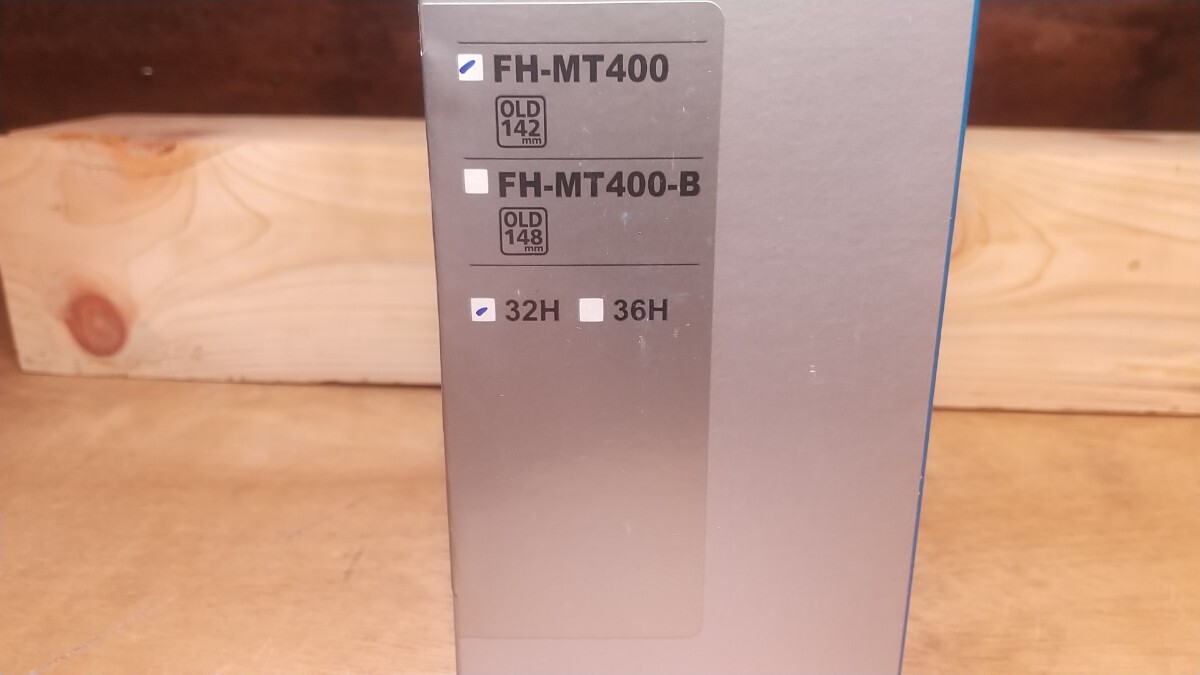 FH-MT400
OLD
142
mm
FH-MT400-B
OLD
148
mm
32H 36H